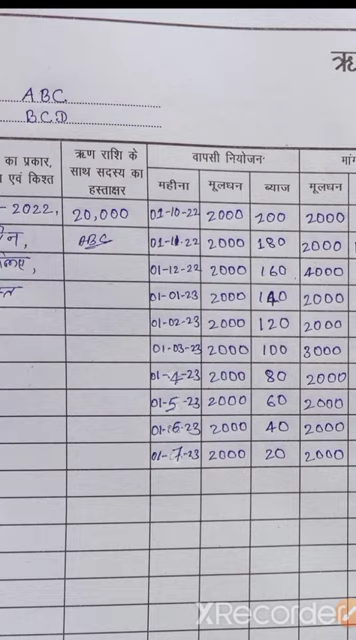 ऋ
ABC
BCD
का प्रकार, ऋण राशि के वापसी नियोजन मांग
एवं किश्त साथ सदस्य का
हस्ताक्षर महीना मूलधन ब्याज मूलधन
-2022, 20,000 01-10-22 2000 200 2000
ABC 01-11-22 2000 180 2000
01-12-22 2000 160 4000
01-01-23 2000 140 2000
01-02-23 2000 120 2000
01-03-23 2000 100 3000
01-4-23 2000 80 2000
01-5-23 2000 60 2000
01-6-23 2000 40 2000
01-7-23 2000 20 2000
XRecorder